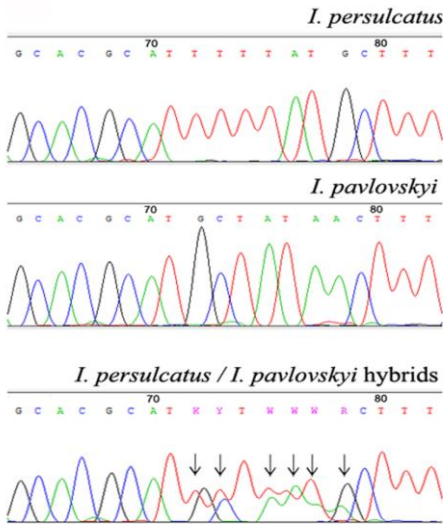 I. persulcatus
70 80
G C A C G C A T T T T T A T G C T T T
I. pavlovskyi
70 80
G C A C G C A T G C T A T A A C T T T
I. persulcatus / I. pavlovskyi hybrids
70 80
G C A C G C A T K Y T W W W R C T T T